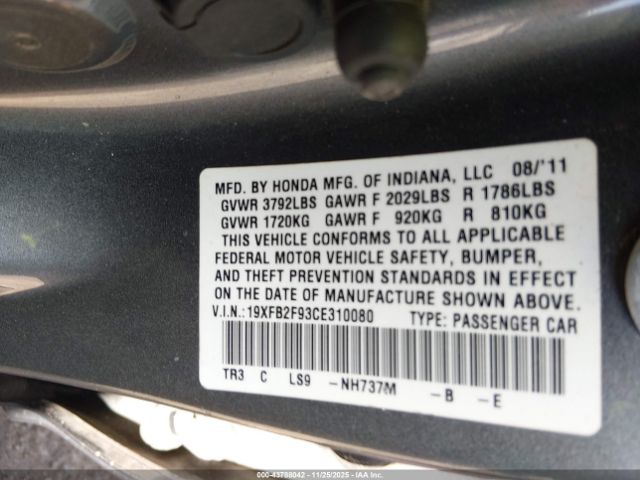 MFD. BY HONDA MFG. OF INDIANA, LLC 08/'11
GVWR 3792LBS GAWR F 2029LBS R 1786LBS
GVWR 1720KG GAWR F 920KG R 810KG
THIS VEHICLE CONFORMS TO ALL APPLICABLE
FEDERAL MOTOR VEHICLE SAFETY, BUMPER,
AND THEFT PREVENTION STANDARDS IN EFFECT
ON THE DATE OF MANUFACTURE SHOWN ABOVE.
V.I.N.:19XFB2F93CE310080 TYPE: PASSENGER CAR
TR3 C LS9 -NH737M -B -E
000-43788042 - 11/25/2025 - IAA Inc.